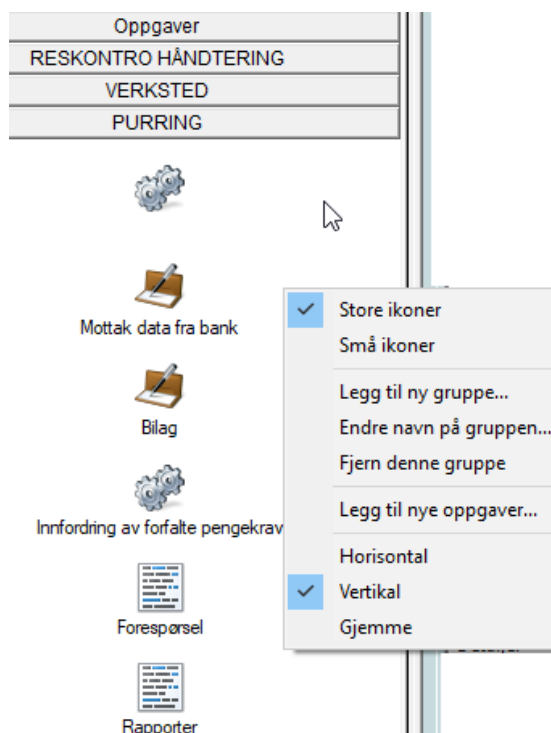 Oppgaver
RESKONTRO HÅNDTERING
VERKSTED
PURRING
Mottak data fra bank
Bilag
Innfordring av forfalte pengekrav
Forespørsel
Rapporter
Store ikoner
Små ikoner
Legg til ny gruppe...
Endre navn på gruppen...
Fjern denne gruppe
Legg til nye oppgaver...
Horisontal
Vertikal
Gjemme